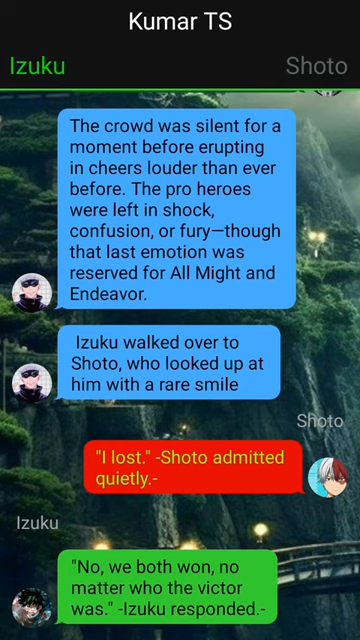 Kumar TS
Izuku
Shoto
The crowd was silent for a
moment before erupting
in cheers louder than ever
before. The pro heroes
were left in shock,
confusion, or fury—though
that last emotion was
reserved for All Might and
Endeavor.
Izuku walked over to
Shoto, who looked up at
him with a rare smile
Shoto
"I lost." -Shoto admitted
quietly.-
Izuku
"No, we both won, no
matter who the victor
was." -Izuku responded.-